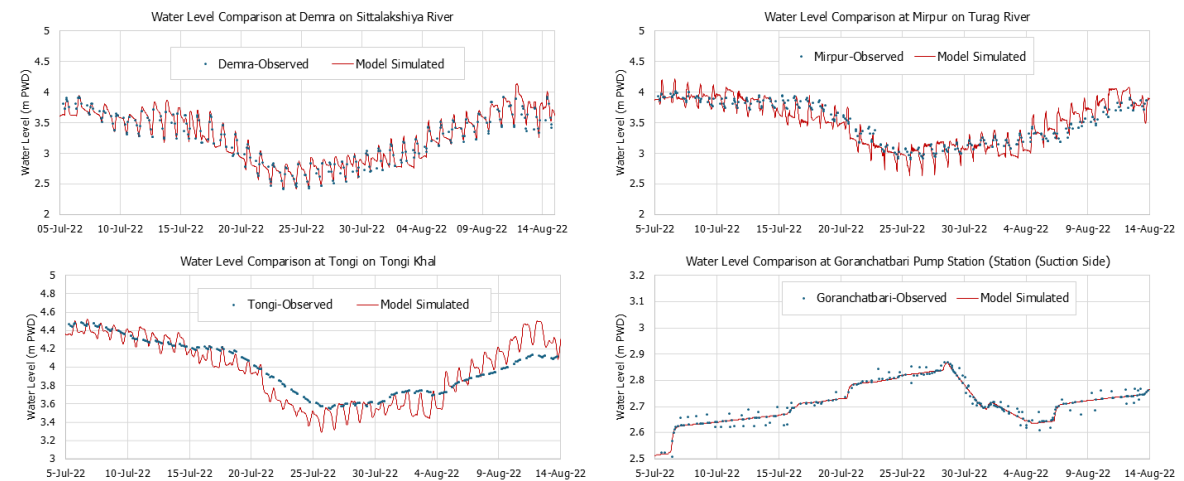 Water Level Comparison at Demra on Sittalakshiya River
Water Level (m PWD)
5
4.5
4
3.5
3
2.5
2
Demra-Observed Model Simulated
05-Jul-22 10-Jul-22 15-Jul-22 20-Jul-22 25-Jul-22 30-Jul-22 04-Aug-22 09-Aug-22 14-Aug-22
Water Level Comparison at Mirpur on Turag River
Water Level (m PWD)
5
4.5
4
3.5
3
2.5
2
Mirpur-Observed Model Simulated
5-Jul-22 10-Jul-22 15-Jul-22 20-Jul-22 25-Jul-22 30-Jul-22 4-Aug-22 9-Aug-22 14-Aug-22
Water Level Comparison at Tongi on Tongi Khal
Water Level (m PWD)
5
4.8
4.4
4
3.8
3.4
3.2
3
Tongi-Observed Model Simulated
5-Jul-22 10-Jul-22 15-Jul-22 20-Jul-22 25-Jul-22 30-Jul-22 4-Aug-22 9-Aug-22 14-Aug-22
Water Level Comparison at Goranchatbari Pump Station (Station (Suction Side)
Water Level (m PWD)
3.2
3.1
2.9
2.8
2.7
2.6
2.5
Goranchatbari-Observed Model Simulated
5-Jul-22 10-Jul-22 15-Jul-22 20-Jul-22 25-Jul-22 30-Jul-22 4-Aug-22 9-Aug-22 14-Aug-22